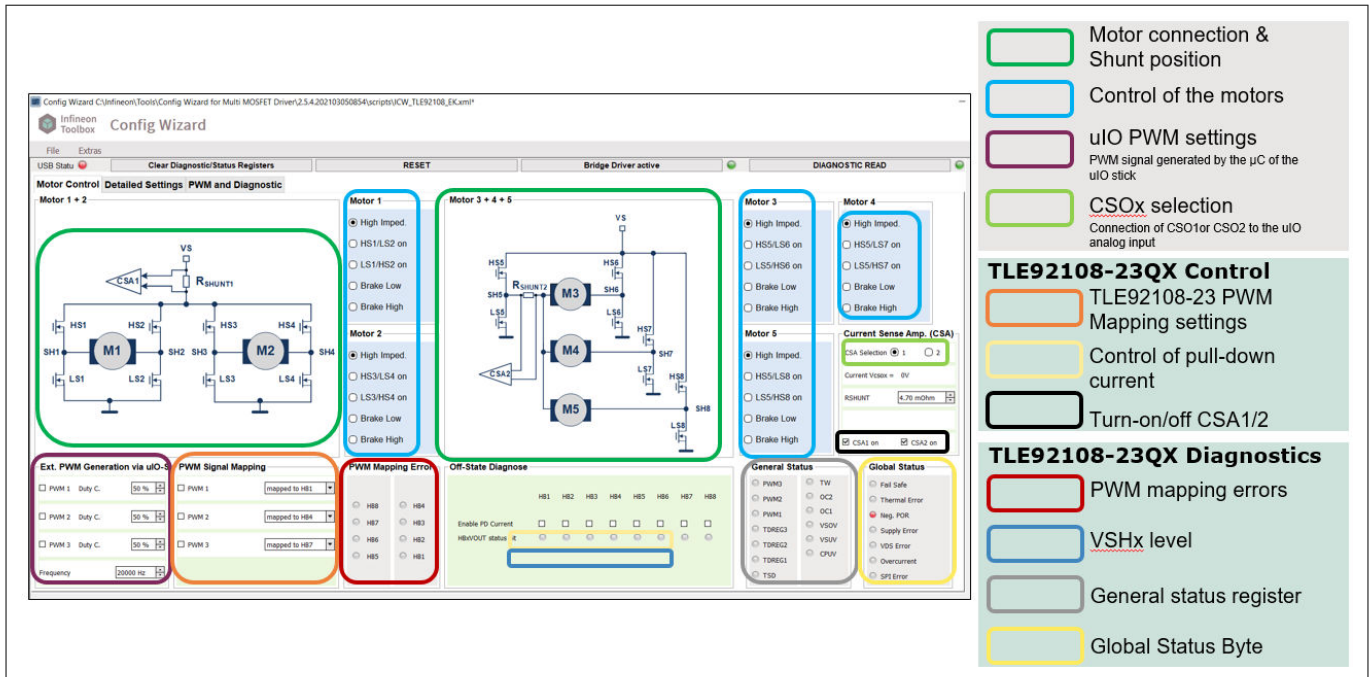 Config Wizard C:\Infineon\Tools\Config Wizard for Multi MOSFET Driver\2.5.4.202103050854\scripts\ICW_TLE92108_EK.xml*
Infineon
Toolbox
Config Wizard
File Extras
USB Statu
Clear Diagnostic/Status Registers
RESET
Bridge Driver active
DIAGNOSTIC READ
Motor Control Detailed Settings PWM and Diagnostic
Motor 1 + 2
VS
CSA1
RSHUNT1
HS1 HS2 HS3 HS4
SH1 M1 SH2 SH3 M2 SH4
LS1 LS2 LS3 LS4
Motor 1
High Imped.
HS1/LS2 on
LS1/HS2 on
Brake Low
Brake High
Motor 2
High Imped.
HS3/LS4 on
LS3/HS4 on
Brake Low
Brake High
Motor 3 + 4 + 5
VS
HS5 HS6
SH5 RSHUNT2 M3 SH6
LS5 LS6
HS7
M4 SH7
CSA2 LS7 HS8
M5 SH8
LS8
Motor 3
High Imped.
HS5/LS6 on
LS5/HS6 on
Brake Low
Brake High
Motor 4
High Imped.
HS5/LS7 on
LS5/HS7 on
Brake Low
Brake High
Motor 5
High Imped.
HS5/LS8 on
LS5/HS8 on
Brake Low
Brake High
Current Sense Amp. (CSA)
CSA Selection 1 2
Current Vcsox = 0V
RSHUNT 4.70 mOhm
CSA1 on CSA2 on
Ext. PWM Generation via uIO-S
PWM 1 Duty C. 50 %
PWM 2 Duty C. 50 %
PWM 3 Duty C. 50 %
Frequency 20000 Hz
PWM Signal Mapping
PWM 1 mapped to HB1
PWM 2 mapped to HB4
PWM 3 mapped to HB7
PWM Mapping Error
HB8 HB4
HB7 HB3
HB6 HB2
HB5 HB1
Off-State Diagnose
HB1 HB2 HB3 HB4 HB5 HB6 HB7 HB8
Enable PD Current
HBxVOUT status bit
General Status
PWM3 TW
PWM2 OC2
PWM1 OC1
TDREG3 VSOV
TDREG2 VSUV
TDREG1 CPUV
TSD
Global Status
Fail Safe
Thermal Error
Neg. POR
Supply Error
VDS Error
Overcurrent
SPI Error
Motor connection &
Shunt position
Control of the motors
uIO PWM settings
PWM signal generated by the µC of the
uIO stick
CSOx selection
Connection of CSO1or CSO2 to the uIO
analog input
TLE92108-23QX Control
TLE92108-23 PWM
Mapping settings
Control of pull-down
current
Turn-on/off CSA1/2
TLE92108-23QX Diagnostics
PWM mapping errors
VSHx level
General status register
Global Status Byte